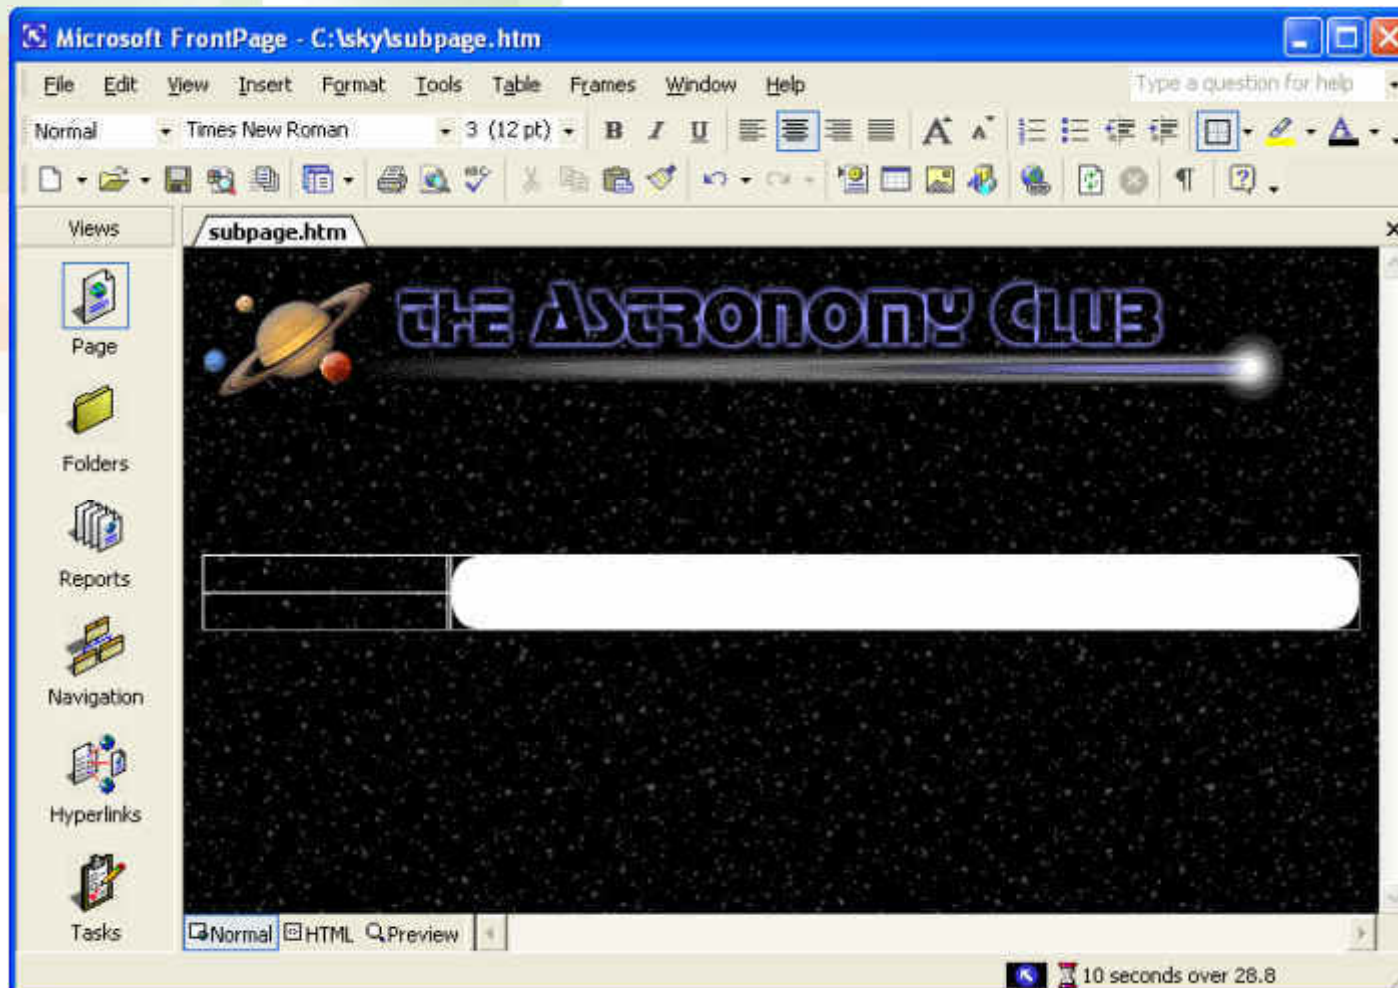 Microsoft FrontPage - C:\sky\subpage.htm
File Edit View Insert Format Tools Table Frames Window Help Type a question for help
Normal Times New Roman 3 (12 pt) B I U A A A
ABC ¶ ?
Views subpage.htm
the Astronomy Club
Page
Folders
Reports
Navigation
Hyperlinks
Tasks
Normal HTML Preview
10 seconds over 28.8